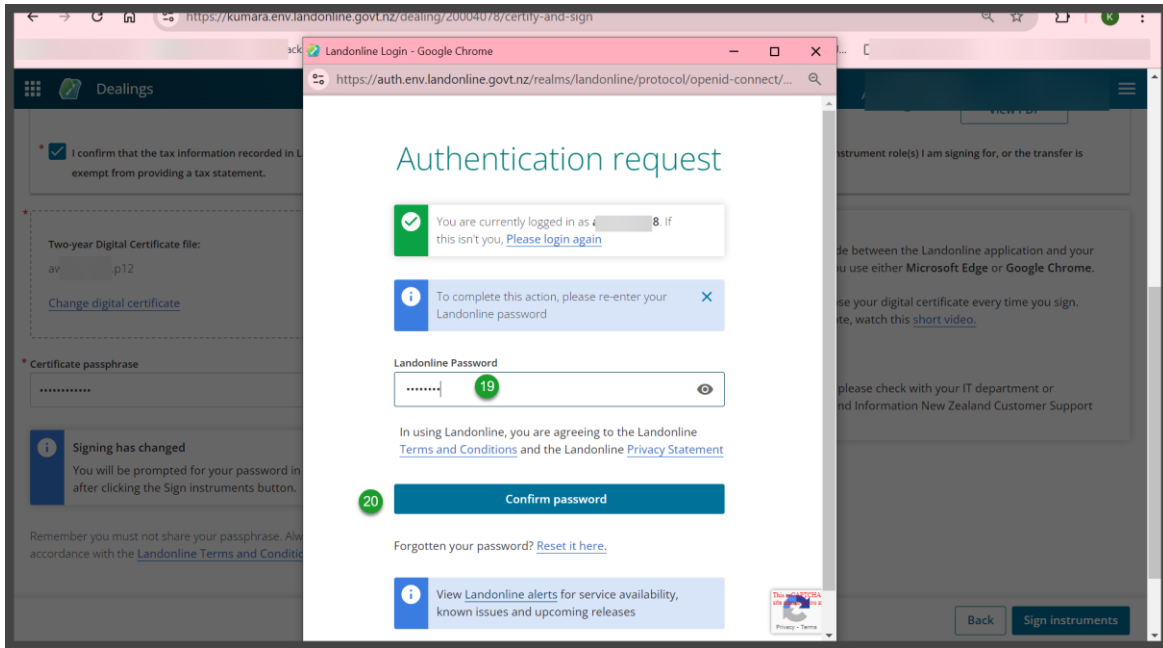 https://kumara.env.landonline.govt.nz/dealing/20004078/certify-and-sign
K
Landonline Login - Google Chrome
https://auth.env.landonline.govt.nz/realms/landonline/protocol/openid-connect/...
Dealings
View PDF
* I confirm that the tax information recorded in L
exempt from providing a tax statement.
nstrument role(s) I am signing for, or the transfer is
*
Two-year Digital Certificate file:
av .p12
Change digital certificate
* Certificate passphrase
••••••••••••
Signing has changed
You will be prompted for your password in
after clicking the Sign instruments button.
Remember you must not share your passphrase. Alw
accordance with the Landonline Terms and Conditio
Authentication request
You are currently logged in as 8. If
this isn't you, Please login again
To complete this action, please re-enter your
Landonline password
Landonline Password
•••••••• 19
In using Landonline, you are agreeing to the Landonline
Terms and Conditions and the Landonline Privacy Statement
20 Confirm password
Forgotten your password? Reset it here.
View Landonline alerts for service availability,
known issues and upcoming releases
Privacy - Terms
de between the Landonline application and your
u use either Microsoft Edge or Google Chrome.
se your digital certificate every time you sign.
te, watch this short video.
please check with your IT department or
nd Information New Zealand Customer Support
Back Sign instruments